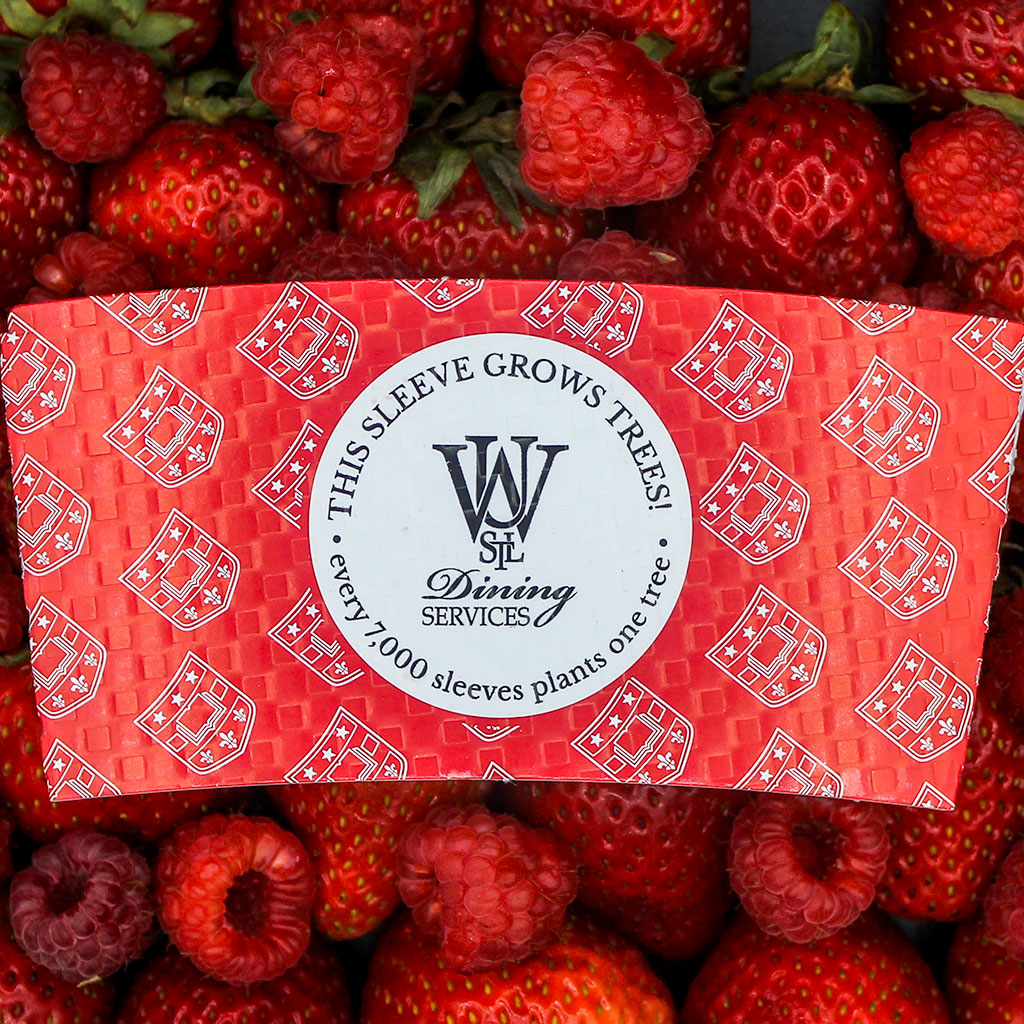 THIS SLEEVE GROWS TREES!
WU
STL
Dining
SERVICES
• every 7,000 sleeves plants one tree •